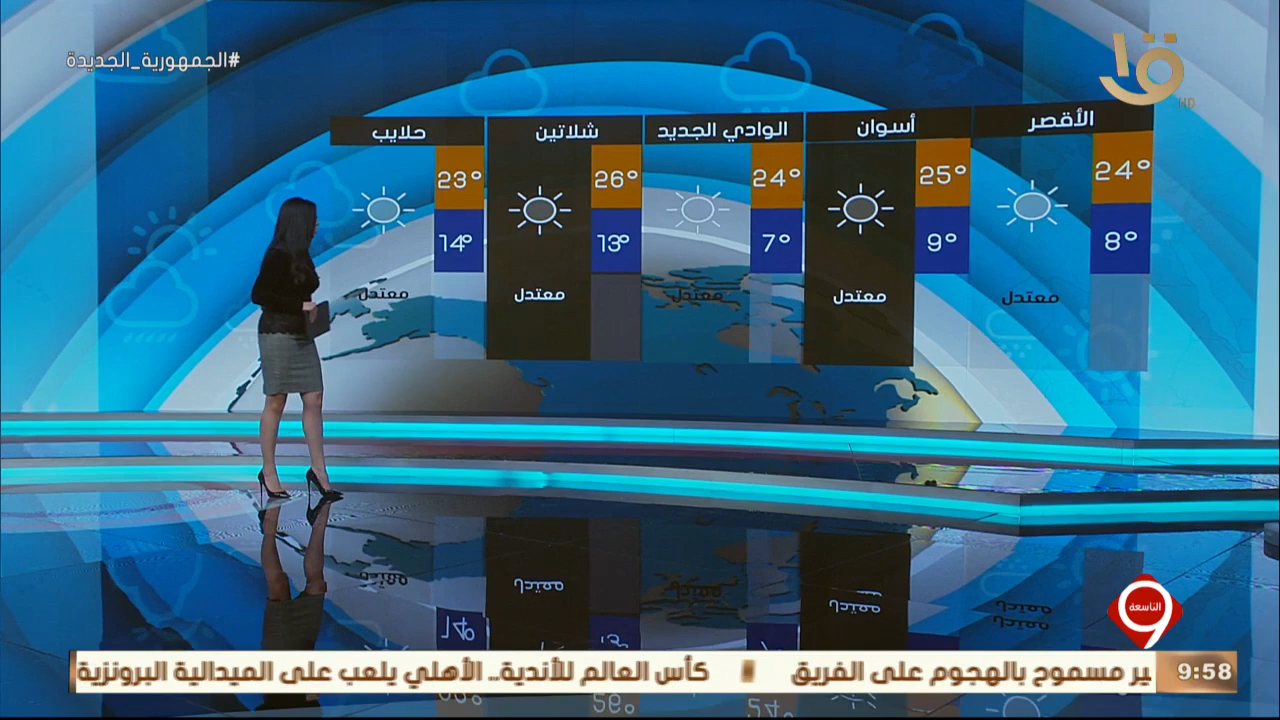 #الجمهورية_الجديدة
الأقصر
24°
8°
معتدل
أسوان
25°
9°
معتدل
الوادي الجديد
24°
7°
معتدل
شلاتين
26°
13°
معتدل
حلايب
23°
14°
معتدل
HD
التاسعة
9
9:58
مسموح بالهجوم على الفريق
كأس العالم للأندية.. الأهلي يلعب على الميدالية البرونزية